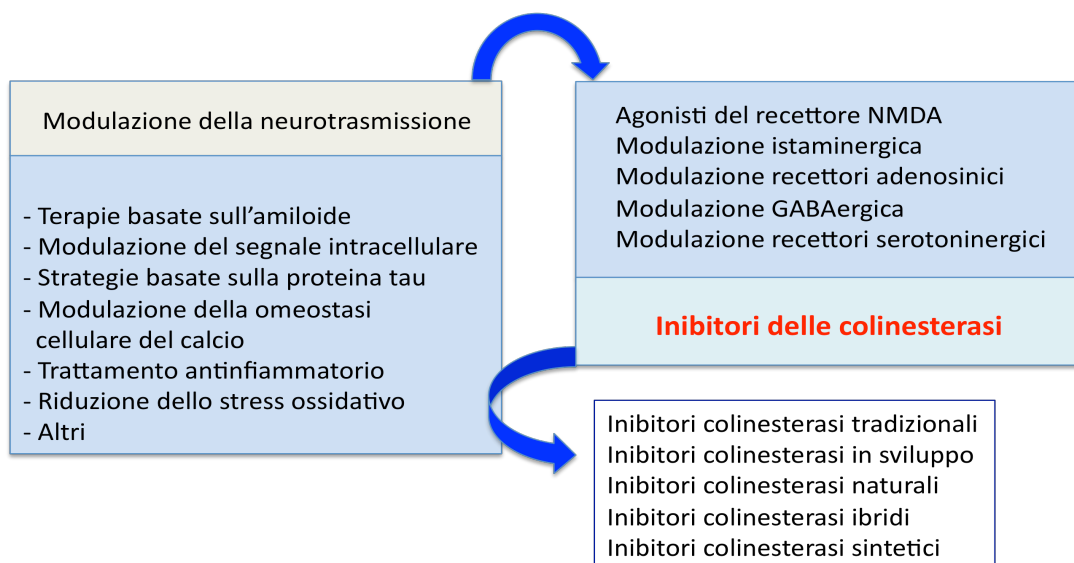 Modulazione della neurotrasmissione
- Terapie basate sull’amiloide
- Modulazione del segnale intracellulare
- Strategie basate sulla proteina tau
- Modulazione della omeostasi
cellulare del calcio
- Trattamento antinfiammatorio
- Riduzione dello stress ossidativo
- Altri
Agonisti del recettore NMDA
Modulazione istaminergica
Modulazione recettori adenosinici
Modulazione GABAergica
Modulazione recettori serotoninergici
Inibitori delle colinesterasi
Inibitori colinesterasi tradizionali
Inibitori colinesterasi in sviluppo
Inibitori colinesterasi naturali
Inibitori colinesterasi ibridi
Inibitori colinesterasi sintetici